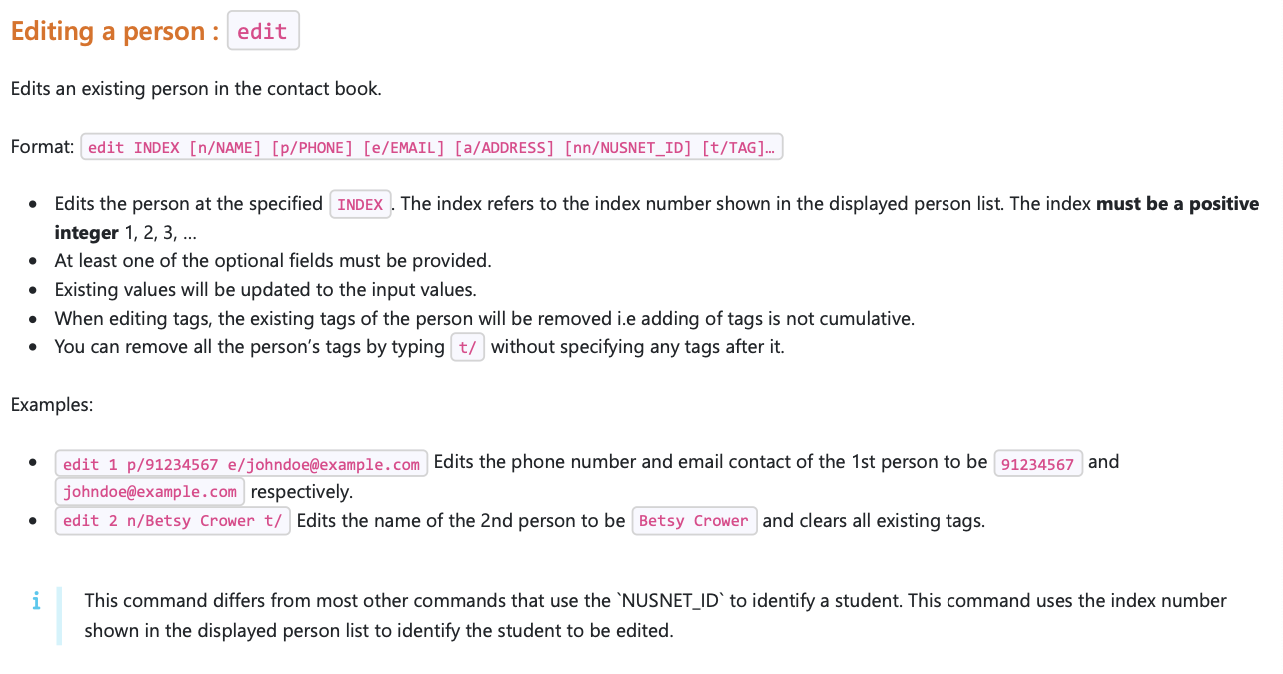 Editing a person : edit
Edits an existing person in the contact book.
Format: edit INDEX [n/NAME] [p/PHONE] [e/EMAIL] [a/ADDRESS] [nn/NUSNET_ID] [t/TAG]…
• Edits the person at the specified INDEX. The index refers to the index number shown in the displayed person list. The index must be a positive
integer 1, 2, 3, …
• At least one of the optional fields must be provided.
• Existing values will be updated to the input values.
• When editing tags, the existing tags of the person will be removed i.e adding of tags is not cumulative.
• You can remove all the person’s tags by typing t/ without specifying any tags after it.
Examples:
• edit 1 p/91234567 e/johndoe@example.com Edits the phone number and email contact of the 1st person to be 91234567 and
johndoe@example.com respectively.
• edit 2 n/Betsy Crower t/ Edits the name of the 2nd person to be Betsy Crower and clears all existing tags.
i This command differs from most other commands that use the `NUSNET_ID` to identify a student. This command uses the index number
shown in the displayed person list to identify the student to be edited.